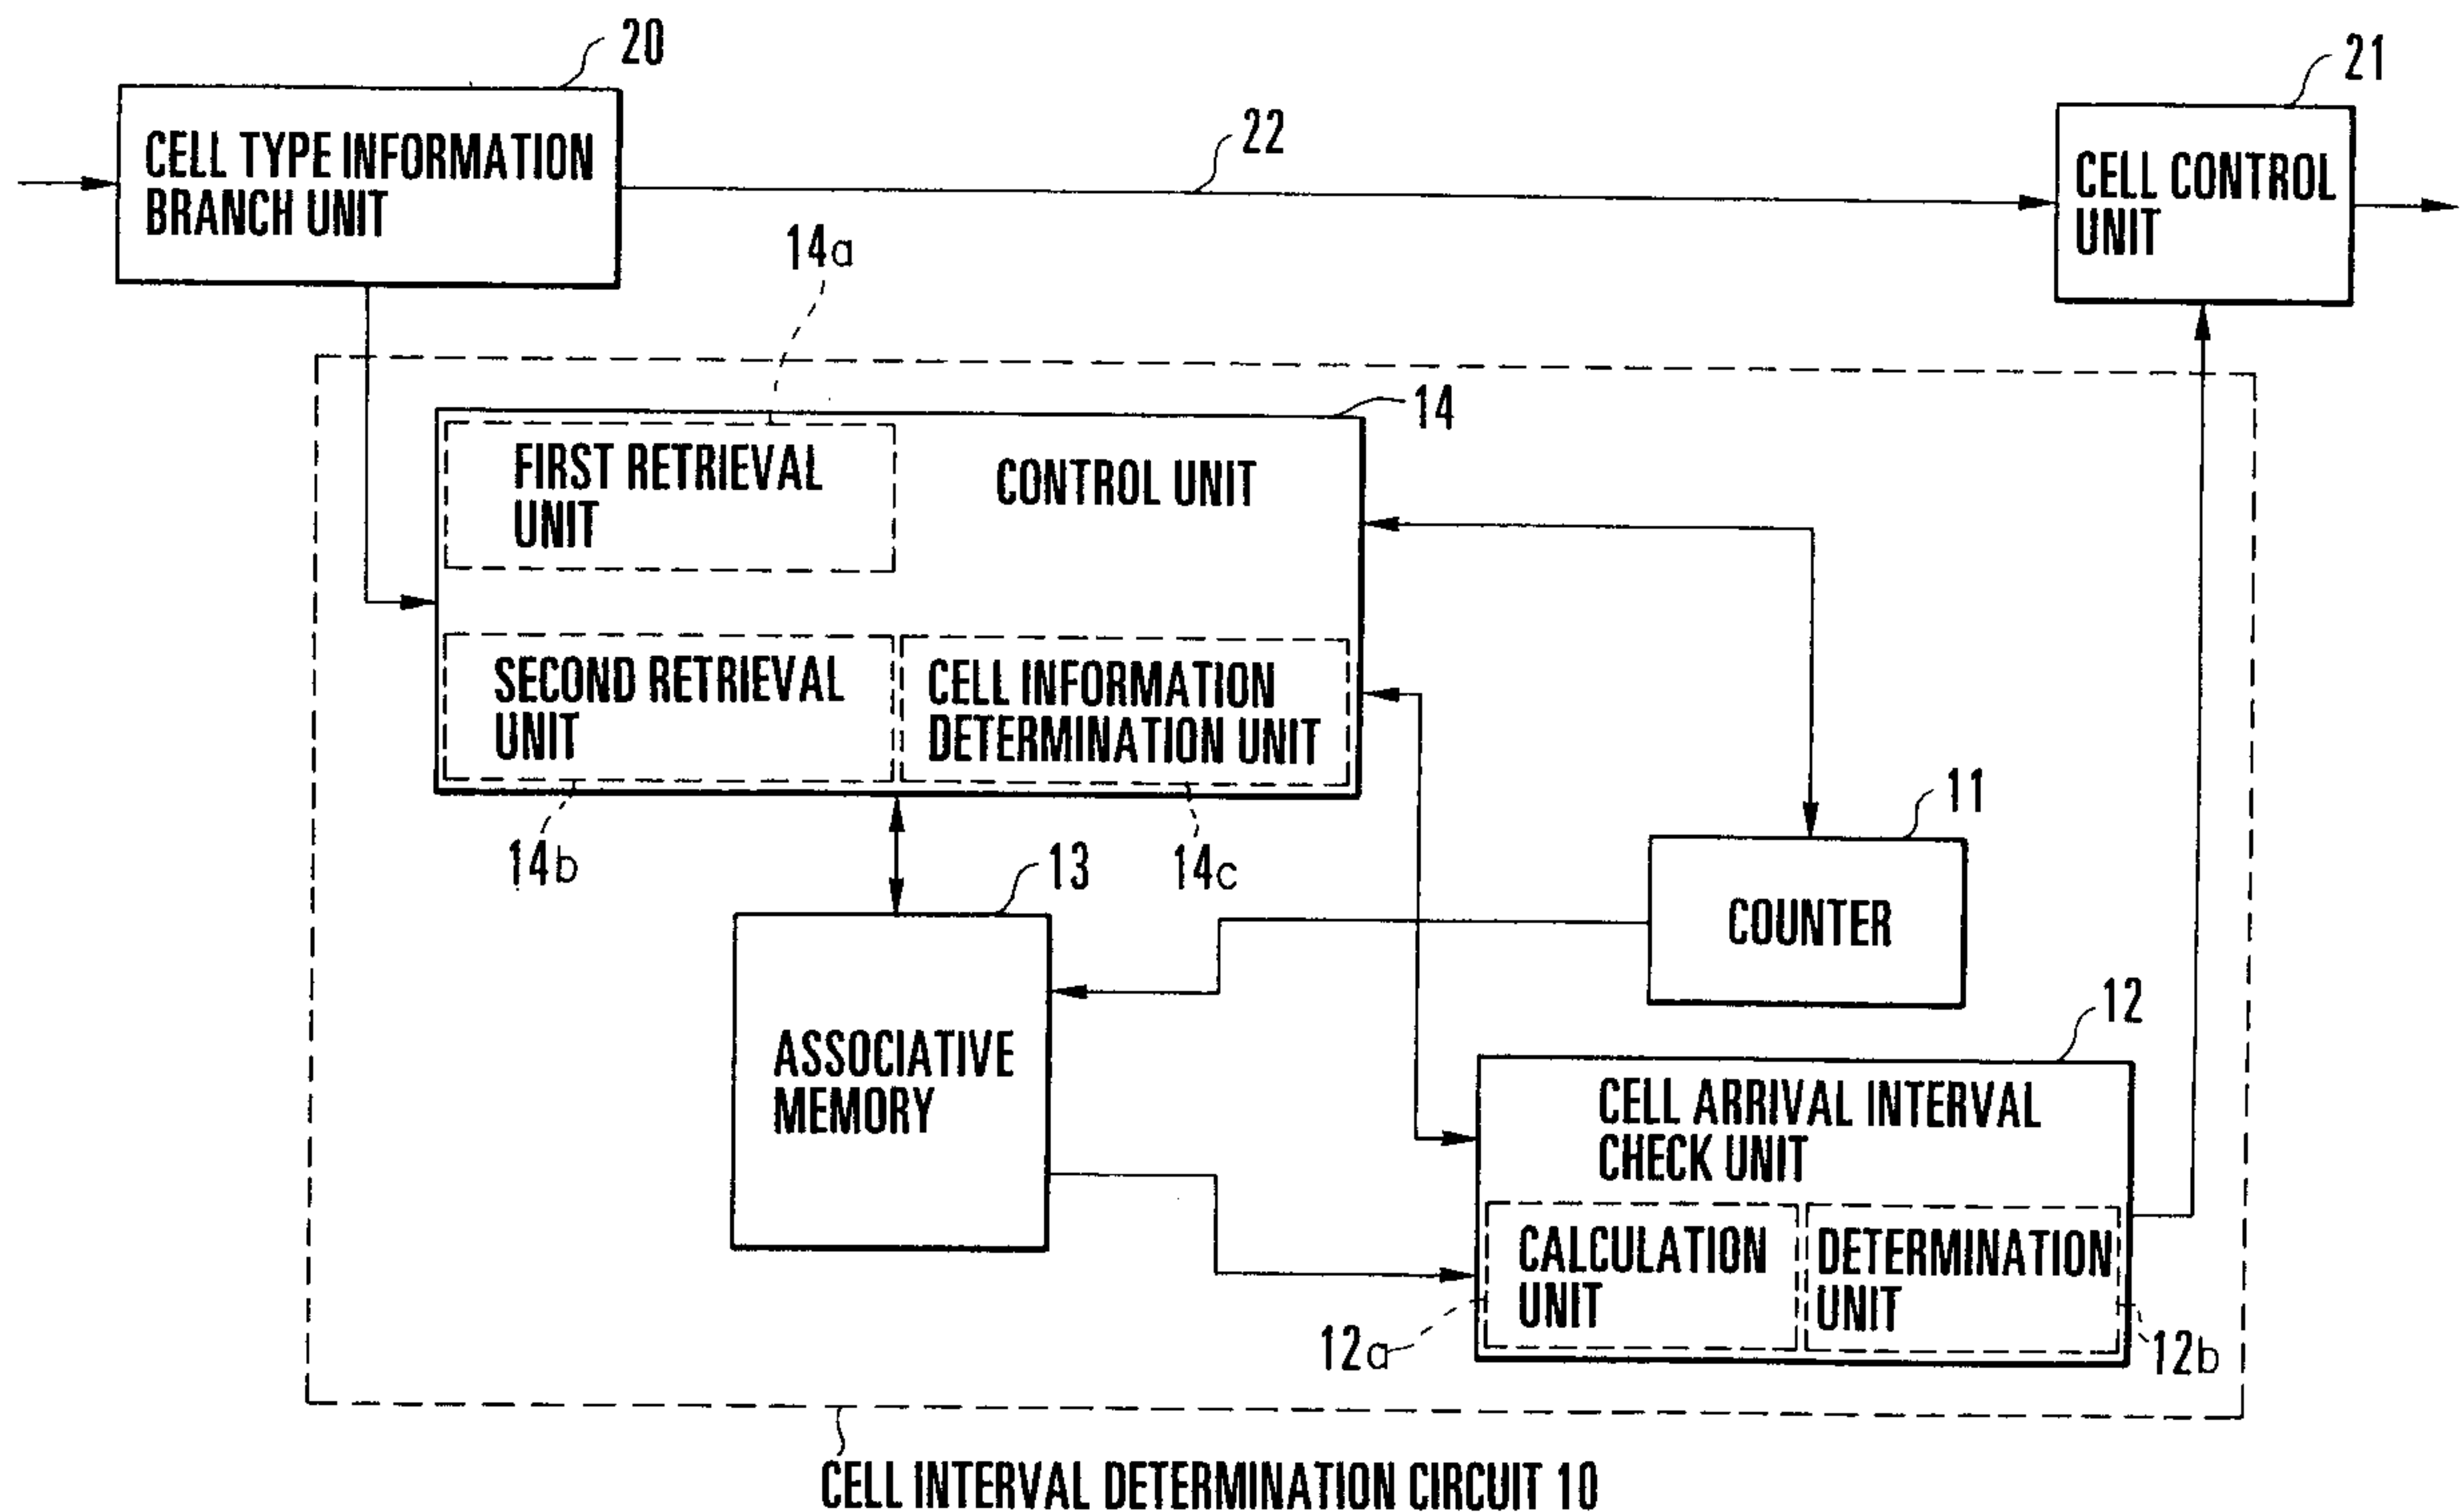 20
21
CELL TYPE INFORMATION
BRANCH UNIT
22
CELL CONTROL
UNIT
14a
14
FIRST RETRIEVAL
UNIT
CONTROL UNIT
SECOND RETRIEVAL
UNIT
CELL INFORMATION
DETERMINATION UNIT
14b
14c
11
13
COUNTER
ASSOCIATIVE
MEMORY
12
CELL ARRIVAL INTERVAL
CHECK UNIT
CALCULATION
UNIT
DETERMINATION
UNIT
12a
12b
CELL INTERVAL DETERMINATION CIRCUIT 10